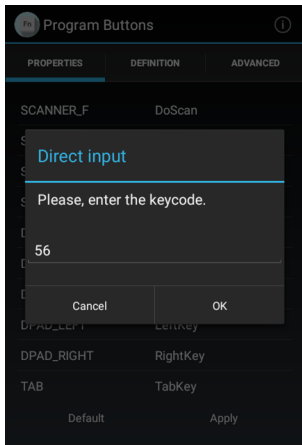 Fn
Program Buttons
PROPERTIES DEFINITION ADVANCED
SCANNER_F DoScan
Direct input
Please, enter the keycode.
56
Cancel OK
DPAD_LEFT LeftKey
DPAD_RIGHT RightKey
TAB TabKey
Default Apply